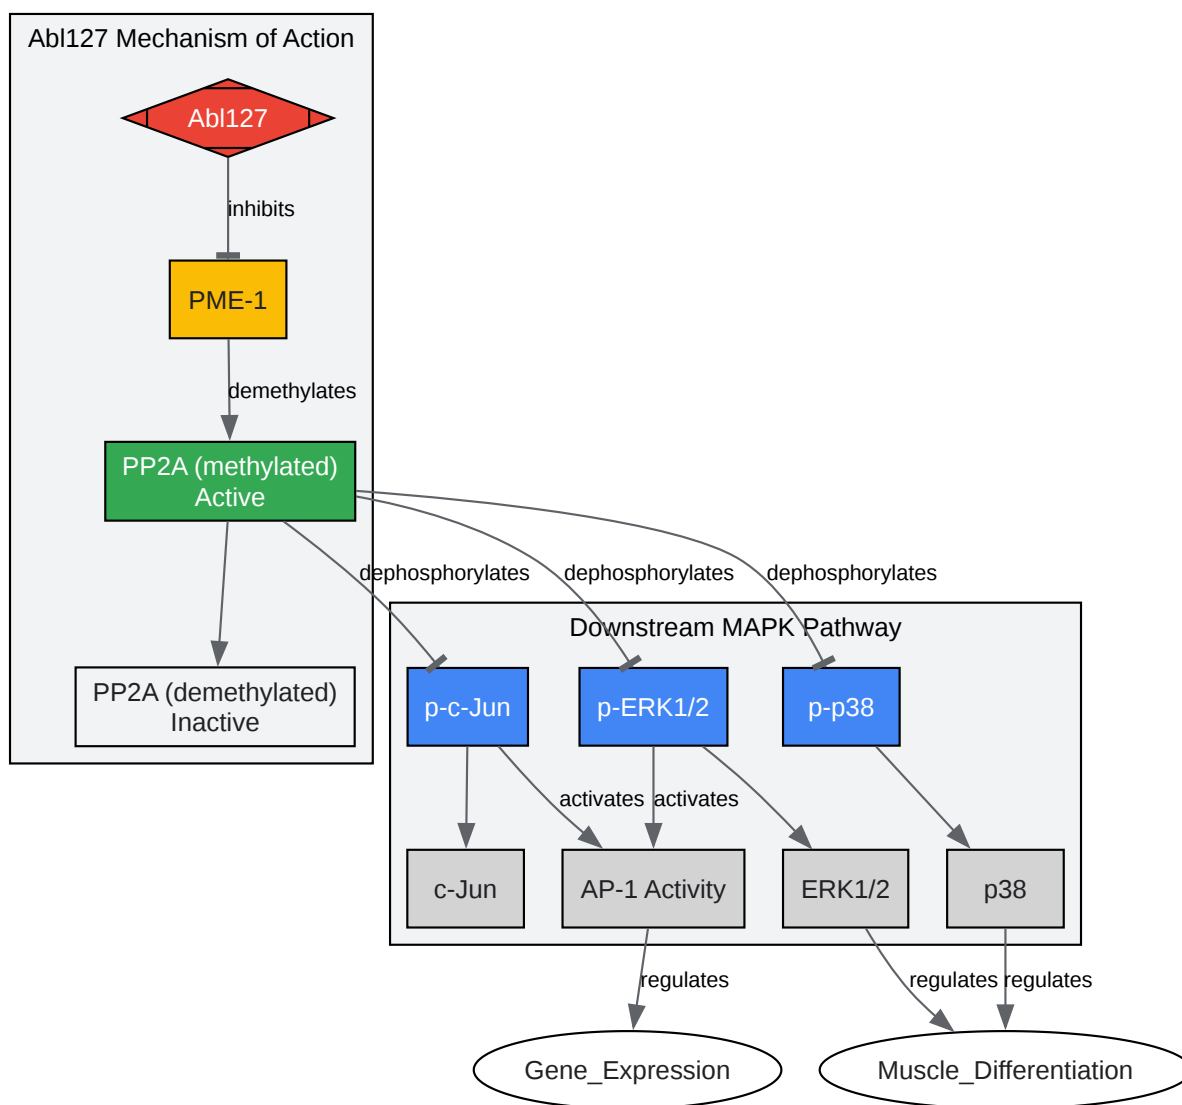 Abl127 Mechanism of Action
Abl127
inhibits
PME-1
demethylates
PP2A (methylated)
Active
dephosphorylates
dephosphorylates
dephosphorylates
Downstream MAPK Pathway
PP2A (demethylated)
Inactive
p-c-Jun
p-ERK1/2
p-p38
activates
activates
c-Jun
AP-1 Activity
ERK1/2
p38
regulates
regulates
regulates
Gene_Expression
Muscle_Differentiation